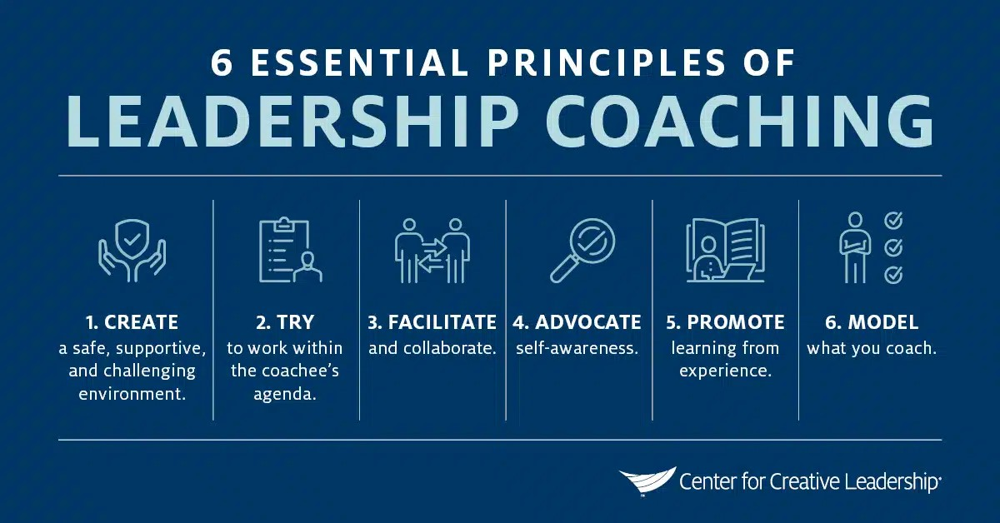 6 ESSENTIAL PRINCIPLES OF
LEADERSHIP COACHING
1. CREATE
a safe, supportive,
and challenging
environment.
2. TRY
to work within
the coachee’s
agenda.
3. FACILITATE
and collaborate.
4. ADVOCATE
self-awareness.
5. PROMOTE
learning from
experience.
6. MODEL
what you coach.
Center for Creative Leadership